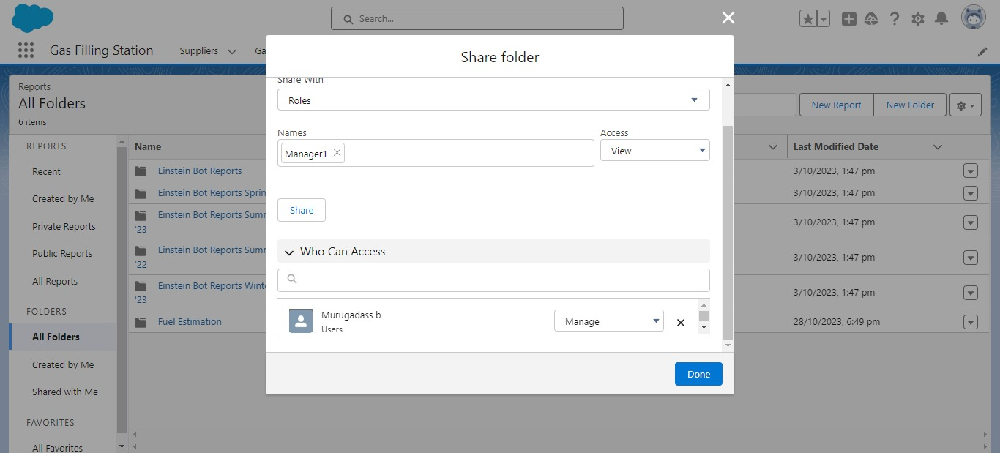 Search...
Gas Filling Station
Suppliers
Ga
Share folder
Share With
Roles
Names
Access
Manager1
View
Share
Who Can Access
Murugadass b
Users
Manage
Done
Reports
All Folders
6 items
New Report
New Folder
REPORTS
Recent
Created by Me
Private Reports
Public Reports
All Reports
FOLDERS
All Folders
Created by Me
Shared with Me
FAVORITES
All Favorites
Name
Last Modified Date
Einstein Bot Reports
3/10/2023, 1:47 pm
Einstein Bot Reports Sprin
3/10/2023, 1:47 pm
Einstein Bot Reports Sum
'23
3/10/2023, 1:47 pm
Einstein Bot Reports Sum
'22
3/10/2023, 1:47 pm
Einstein Bot Reports Wint
'23
3/10/2023, 1:47 pm
Fuel Estimation
28/10/2023, 6:49 pm